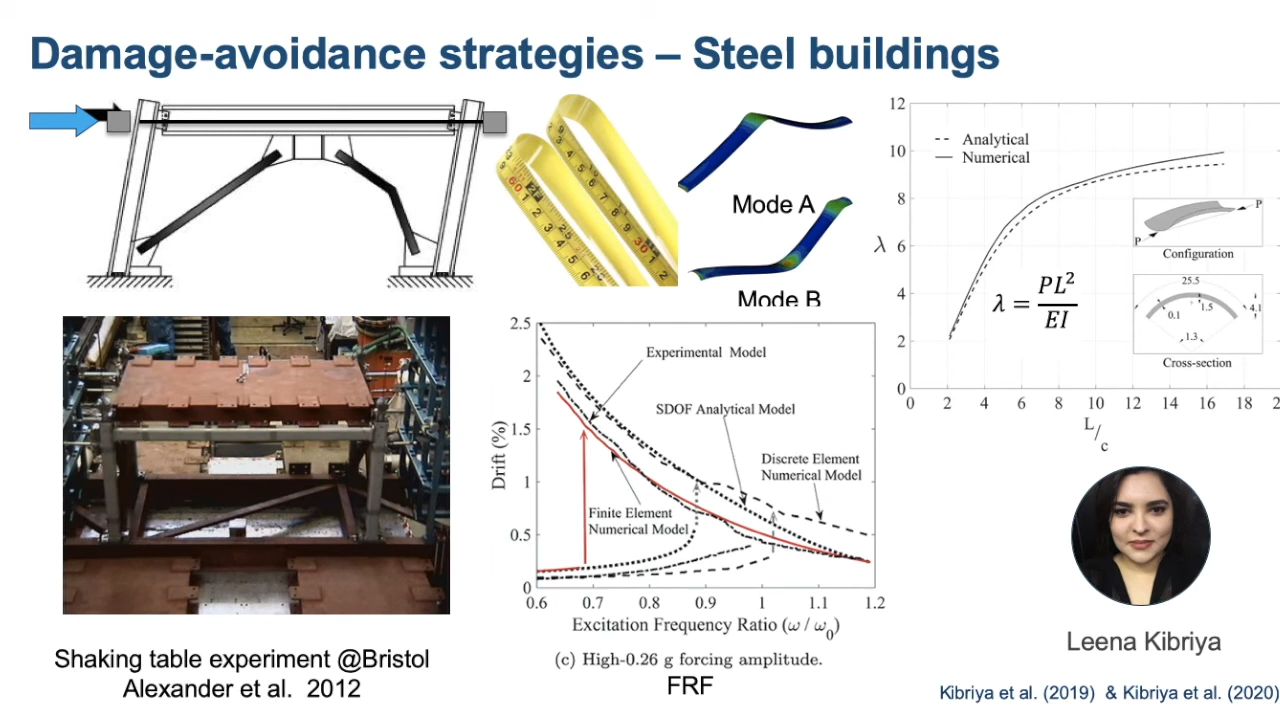 Damage-avoidance strategies – Steel buildings
Mode A
Mode B
12
10
8
6
4
2
0
λ
Analytical
Numerical
λ = PL²/EI
P
P
Configuration
25.5
0.1
1.5
4.1
1.3
Cross-section
0 2 4 6 8 10 12 14 16 18 2
L/c
2.5
2
1.5
1
0.5
0
Drift (%)
Experimental Model
SDOF Analytical Model
Discrete Element
Numerical Model
Finite Element
Numerical Model
0.6 0.7 0.8 0.9 1 1.1 1.2
Excitation Frequency Ratio (ω / ω₀)
(c) High-0.26 g forcing amplitude.
FRF
Shaking table experiment @Bristol
Alexander et al. 2012
Leena Kibriya
Kibriya et al. (2019) & Kibriya et al. (2020)